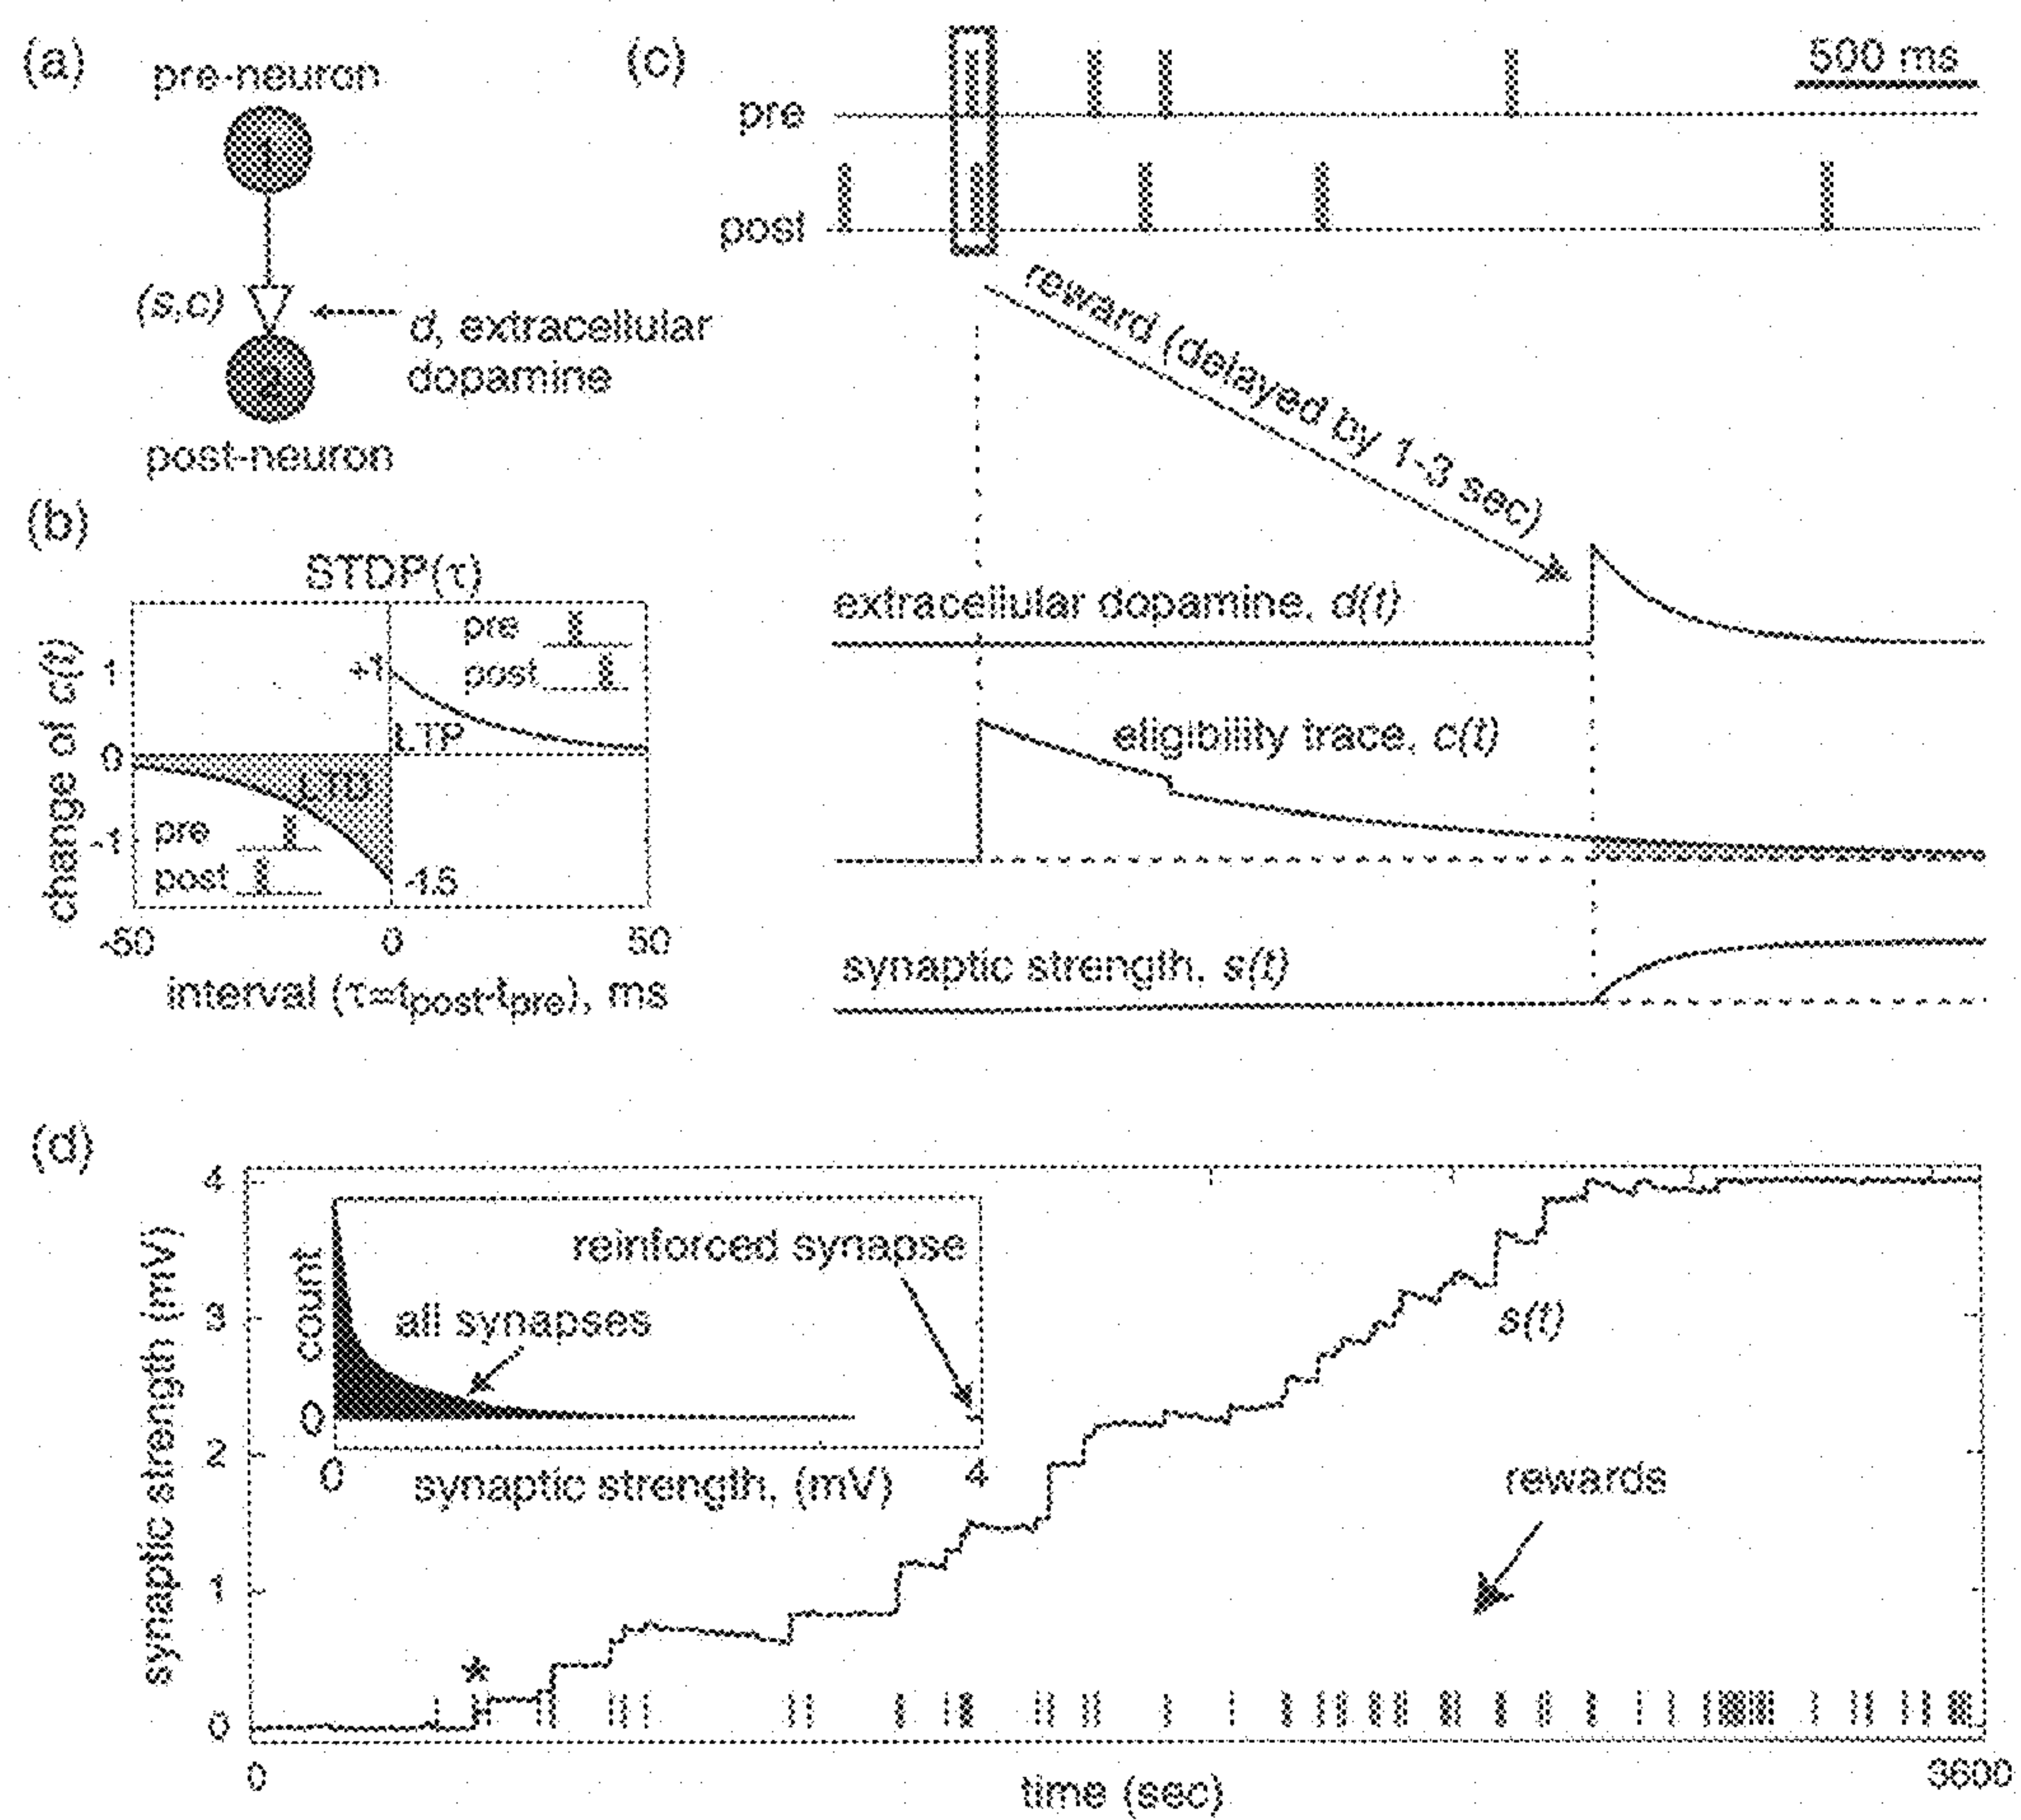 (a)
pre-neuron
(s,c)
d, extracellular
dopamine
post-neuron
(b)
STDP(τ)
change of c(t)
1
0
-1
+1
pre
post
LTP
LTD
pre
post
-1.5
-50
0
50
interval (τ=tpost-tpre), ms
(c)
500 ms
pre
post
reward (delayed by 1-3 sec)
extracellular dopamine, d(t)
eligibility trace, c(t)
synaptic strength, s(t)
(d)
synaptic strength (mV)
4
3
2
1
0
count
0
reinforced synapse
all synapses
0
4
synaptic strength, (mV)
s(t)
rewards
*
0
3600
time (sec)